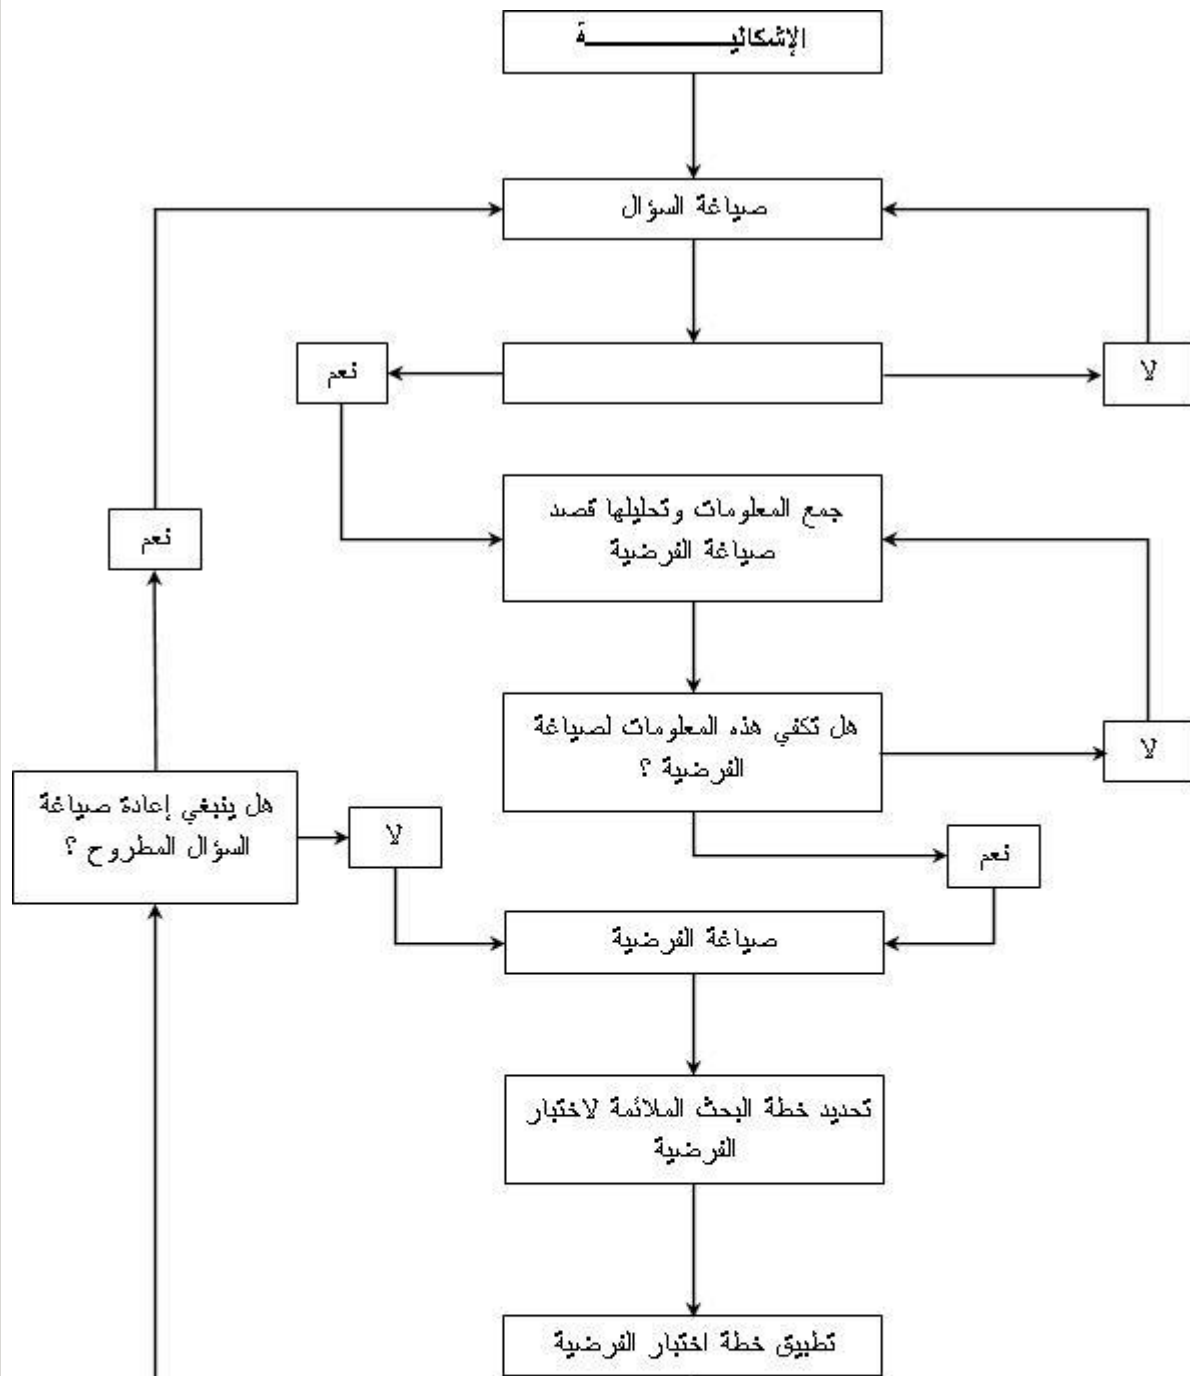 الإشكاليــــــــــــة
صياغة السؤال
نعم
لا
جمع المعلومات وتحليلها قصد
صياغة الفرضية
نعم
هل تكفي هذه المعلومات لصياغة
الفرضية ؟
لا
هل ينبغي إعادة صياغة
السؤال المطروح ؟
لا
نعم
صياغة الفرضية
تحديد خطة البحث الملائمة لاختبار
الفرضية
تطبيق خطة اختبار الفرضية